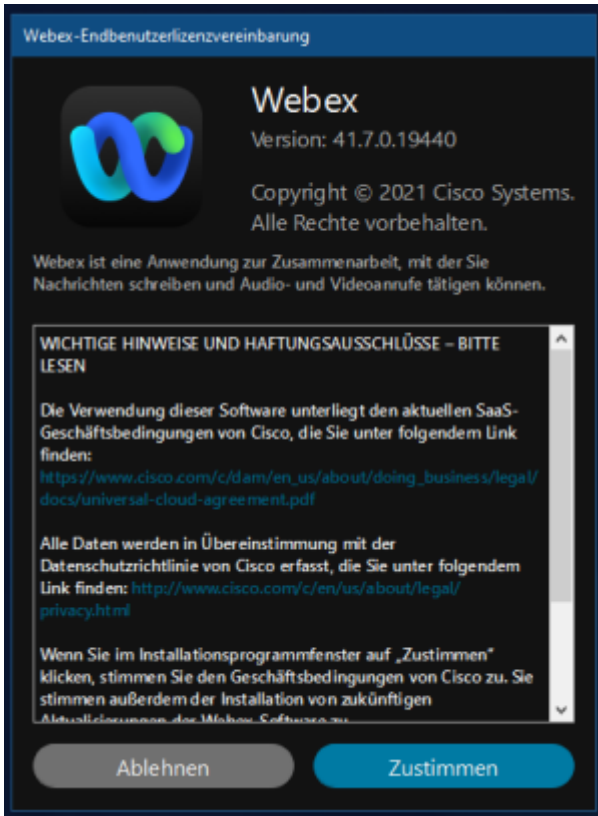 Webex-Endbenutzerlizenzvereinbarung
Webex
Version: 41.7.0.19440
Copyright © 2021 Cisco Systems.
Alle Rechte vorbehalten.
Webex ist eine Anwendung zur Zusammenarbeit, mit der Sie
Nachrichten schreiben und Audio- und Videoanrufe tätigen können.
WICHTIGE HINWEISE UND HAFTUNGSAUSSCHLÜSSE – BITTE
LESEN
Die Verwendung dieser Software unterliegt den aktuellen SaaS-
Geschäftsbedingungen von Cisco, die Sie unter folgendem Link
finden:
https://www.cisco.com/c/dam/en_us/about/doing_business/legal/
docs/universal-cloud-agreement.pdf
Alle Daten werden in Übereinstimmung mit der
Datenschutzrichtlinie von Cisco erfasst, die Sie unter folgendem
Link finden: http://www.cisco.com/c/en/us/about/legal/
privacy.html
Wenn Sie im Installationsprogrammfenster auf „Zustimmen“
klicken, stimmen Sie den Geschäftsbedingungen von Cisco zu. Sie
stimmen außerdem der Installation von zukünftigen
Aktualisierungen der Webex-Software zu.
Ablehnen
Zustimmen